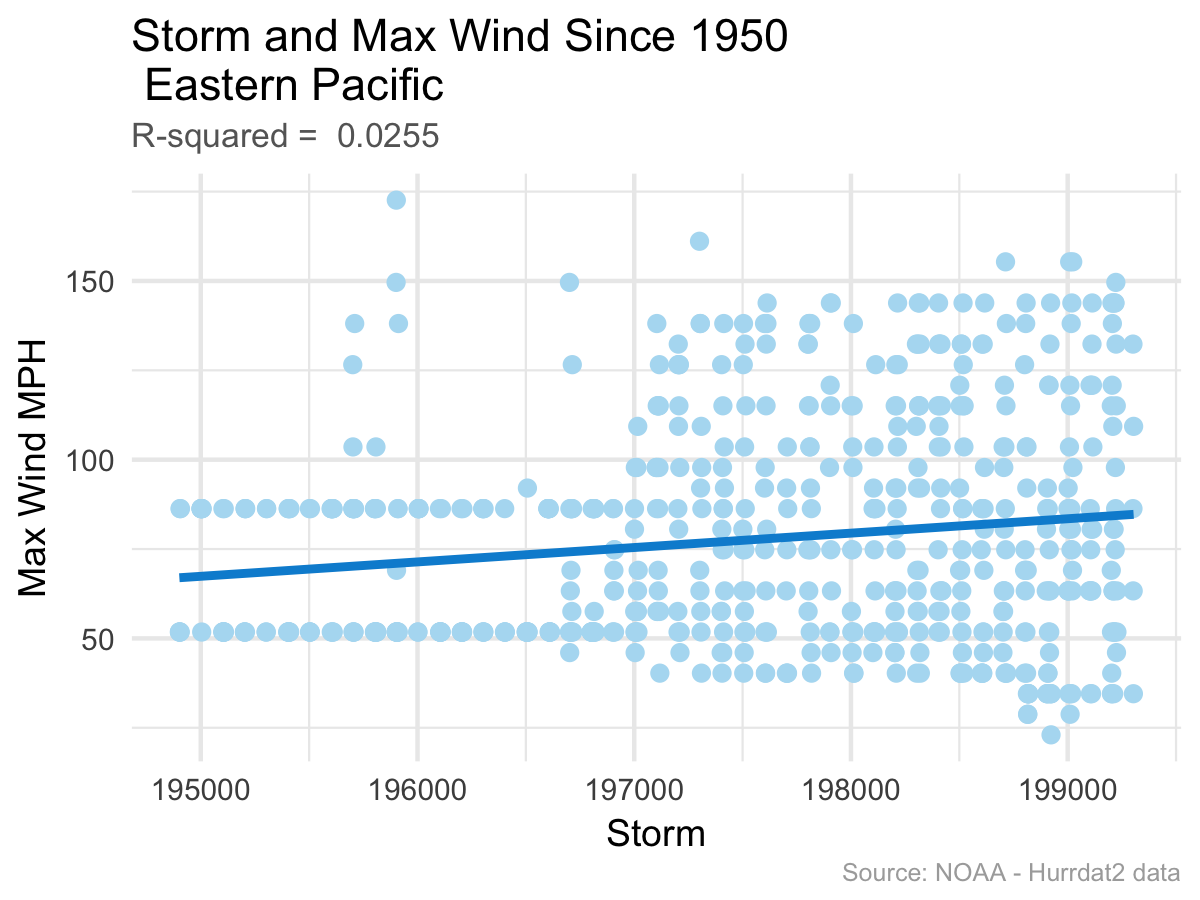 Storm and Max Wind Since 1950
Eastern Pacific
R-squared =  0.0255
Max Wind MPH
150
100
50
195000 196000 197000 198000 199000
Storm
Source: NOAA - Hurrdat2 data